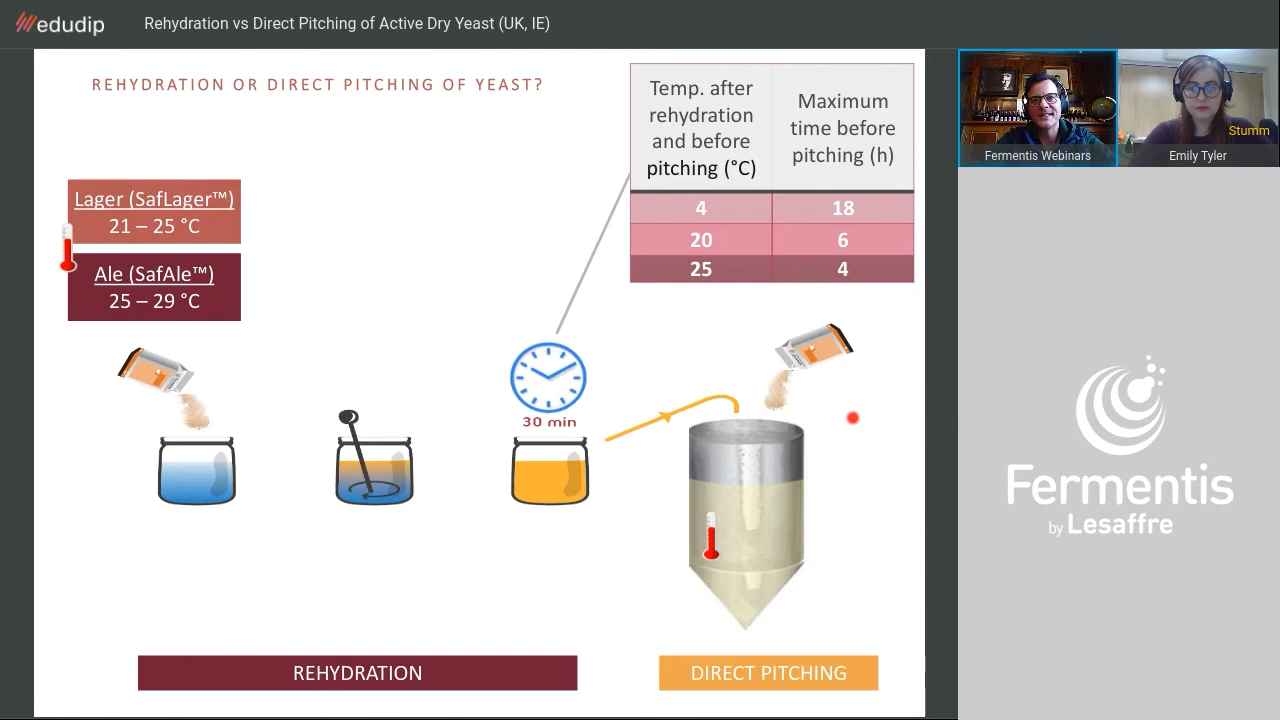 edudip
Rehydration vs Direct Pitching of Active Dry Yeast (UK, IE)
REHYDRATION OR DIRECT PITCHING OF YEAST?
Temp. after
rehydration
and before
pitching (°C)
Maximum
time before
pitching (h)
4 18
20 6
25 4
Lager (SafLager™)
21 – 25 °C
Ale (SafAle™)
25 – 29 °C
30 min
REHYDRATION
DIRECT PITCHING
Stumm
Fermentis Webinars
Emily Tyler
Fermentis
by Lesaffre